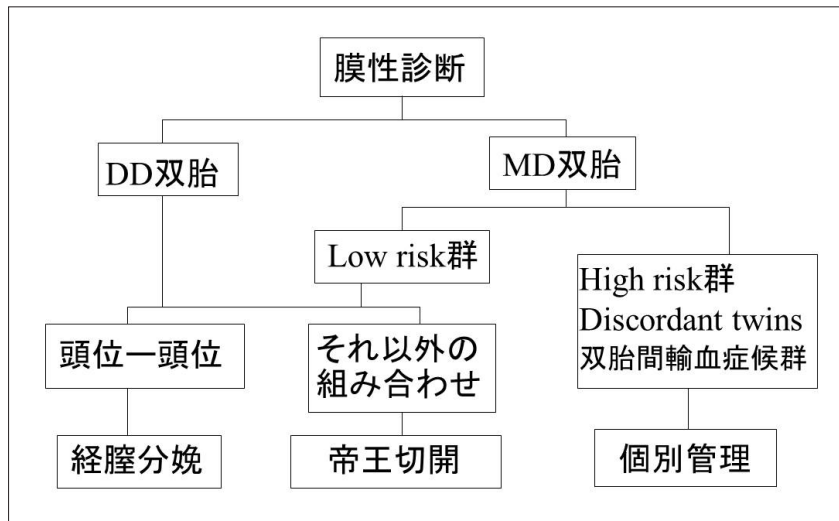 膜性診断
DD双胎
MD双胎
Low risk群
High risk群
Discordant twins
双胎間輸血症候群
頭位ー頭位
それ以外の
組み合わせ
経膣分娩
帝王切開
個別管理